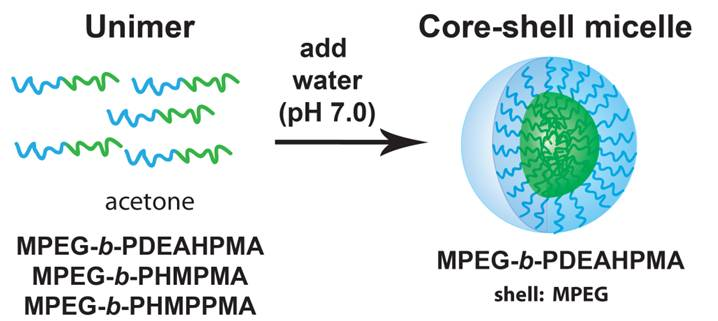 Unimer
add
water
(pH 7.0)
Core-shell micelle
acetone
MPEG-b-PDEAHPMA
MPEG-b-PHMPMA
MPEG-b-PHMPPMA
MPEG-b-PDEAHPMA
shell: MPEG